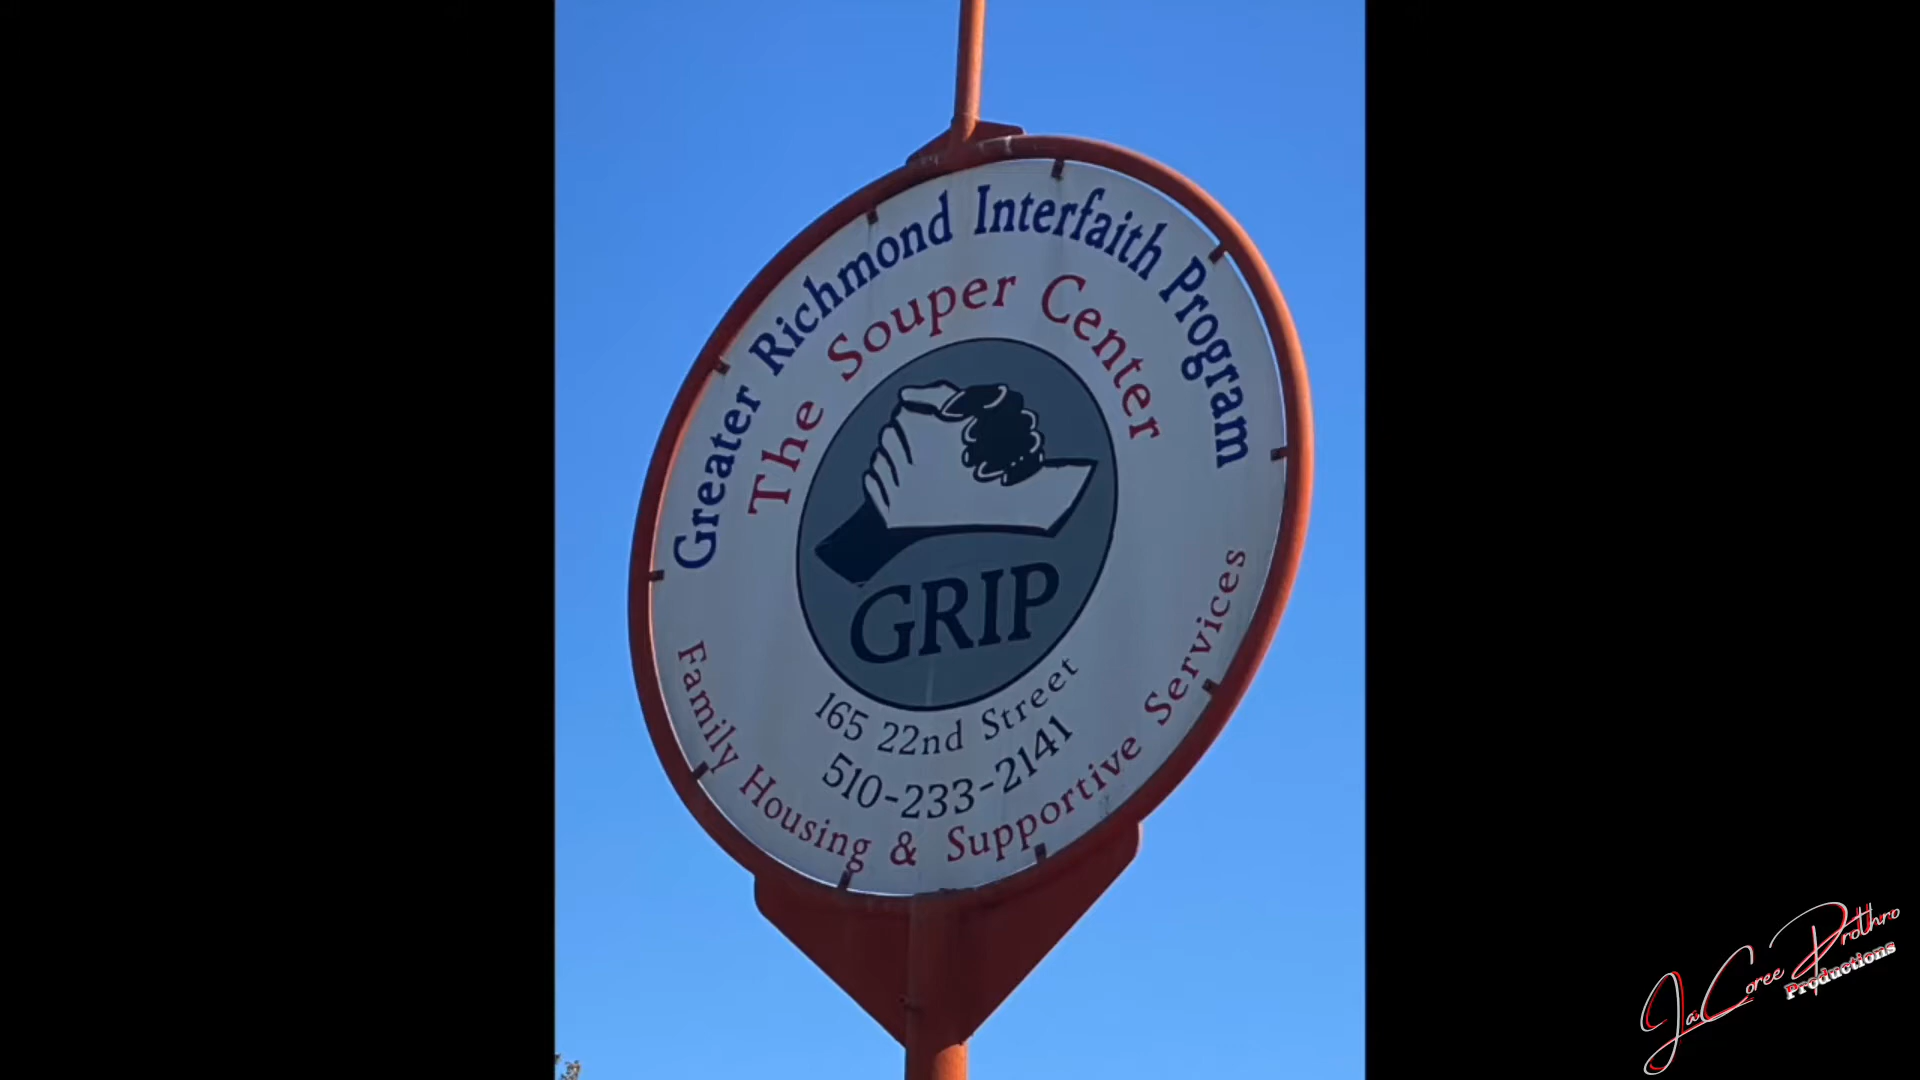 Greater Richmond Interfaith Program
The Souper Center
GRIP
165 22nd Street
510-233-2141
Family Housing & Supportive Services
JaCoree Prothro
Productions